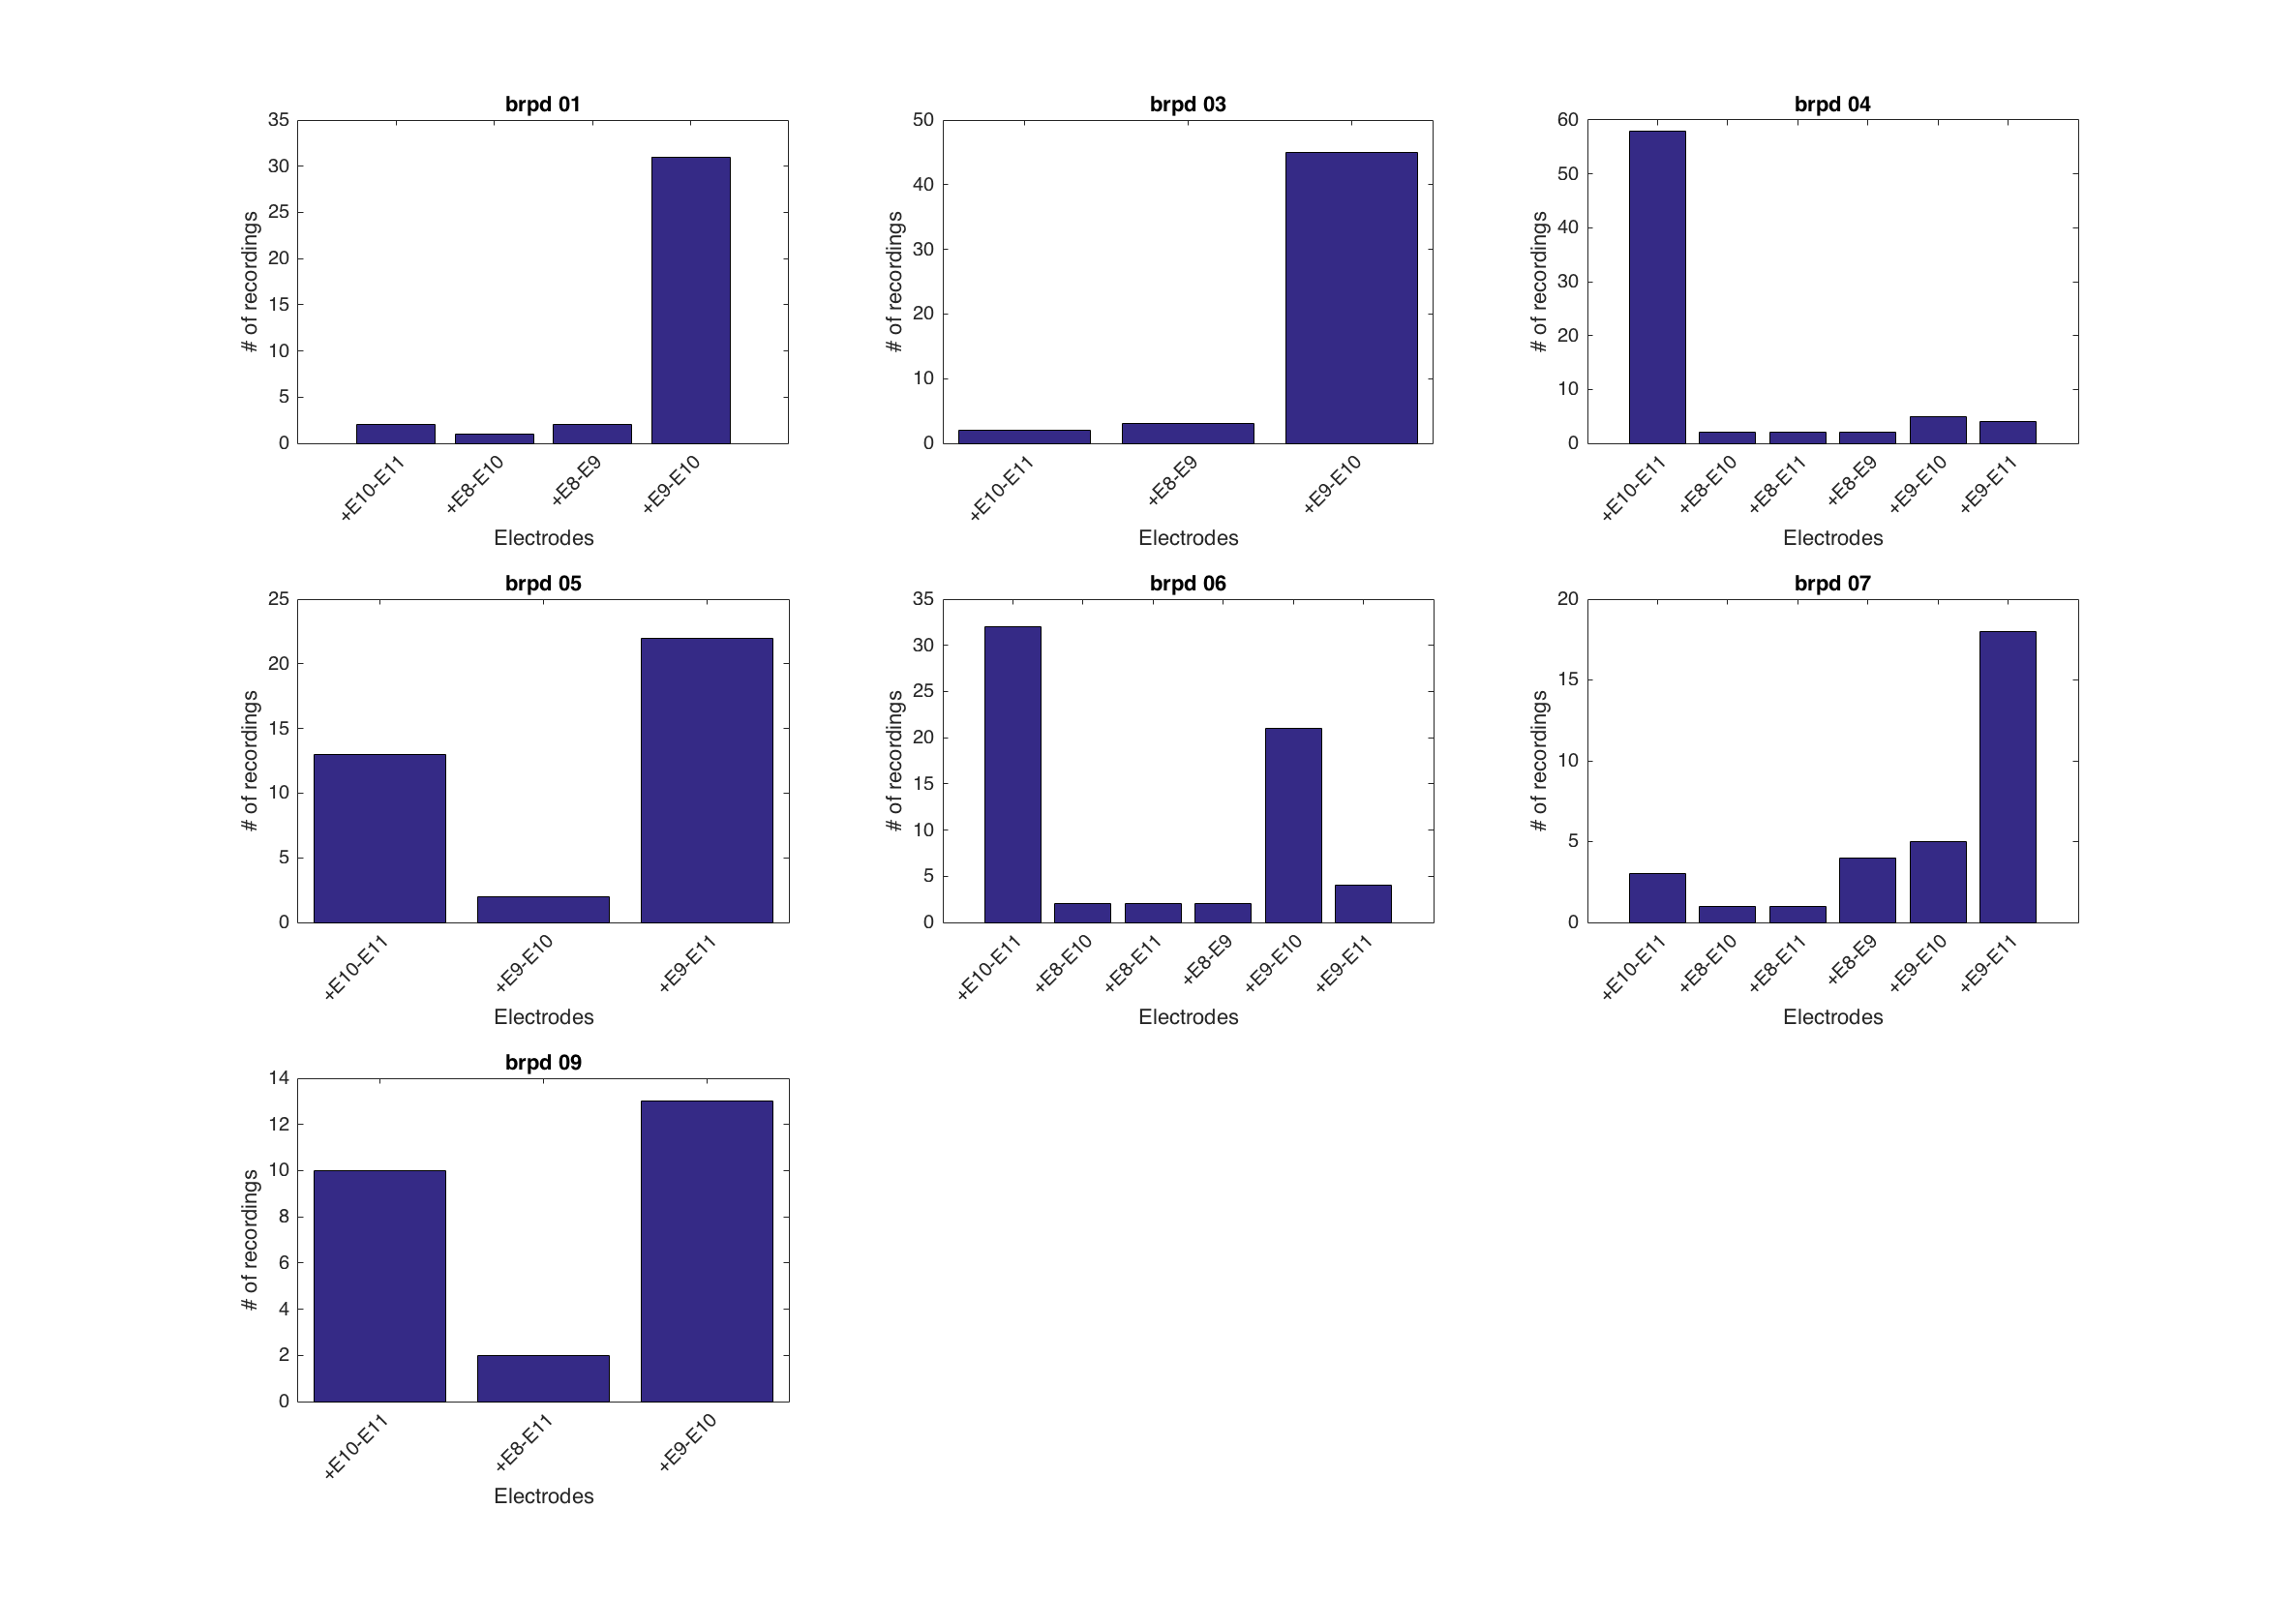 brpd 01
35
30
25
20
15
10
5
0
# of recordings
+E10-E11
+E8-E10
+E8-E9
+E9-E10
Electrodes
brpd 03
50
40
30
20
10
0
# of recordings
+E10-E11
+E8-E9
+E9-E10
Electrodes
brpd 04
60
50
40
30
20
10
0
# of recordings
+E10-E11
+E8-E10
+E8-E11
+E8-E9
+E9-E10
+E9-E11
Electrodes
brpd 05
25
20
15
10
5
0
# of recordings
+E10-E11
+E9-E10
+E9-E11
Electrodes
brpd 06
35
30
25
20
15
10
5
0
# of recordings
+E10-E11
+E8-E10
+E8-E11
+E8-E9
+E9-E10
+E9-E11
Electrodes
brpd 07
20
15
10
5
0
# of recordings
+E10-E11
+E8-E10
+E8-E11
+E8-E9
+E9-E10
+E9-E11
Electrodes
brpd 09
14
12
10
8
6
4
2
0
# of recordings
+E10-E11
+E8-E11
+E9-E10
Electrodes